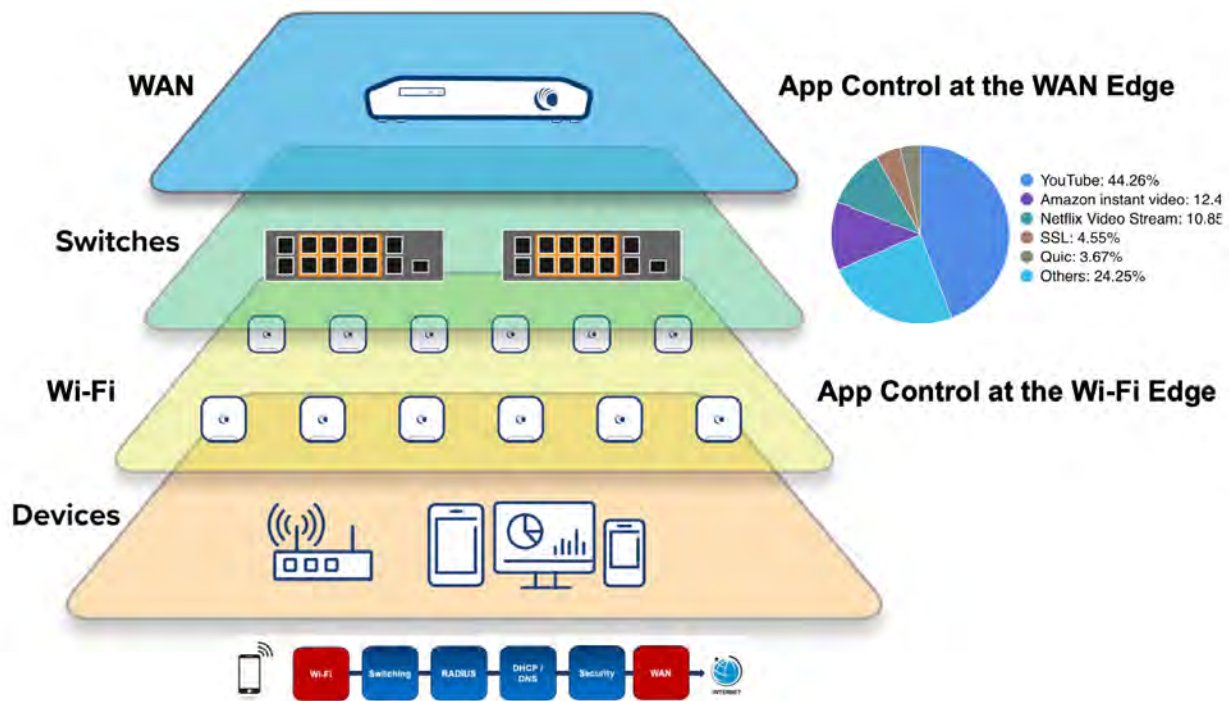 WAN
App Control at the WAN Edge
YouTube: 44.26%
Amazon instant video: 12.4
Netflix Video Stream: 10.85
SSL: 4.55%
Quic: 3.67%
Others: 24.25%
Switches
Wi-Fi
App Control at the Wi-Fi Edge
Devices
Wi-Fi
Switching
RADIUS
DHCP /
DNS
Security
WAN
INTERNET